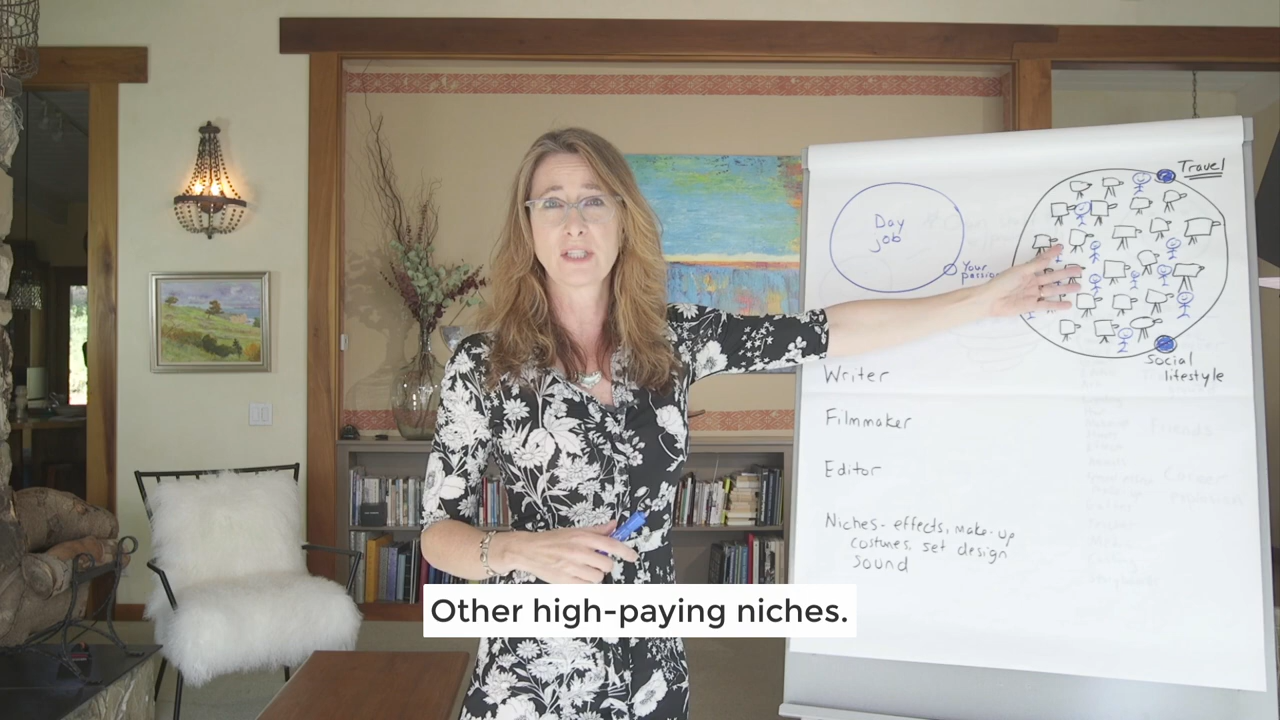 Travel
Day
job
Your
passion
Social
lifestyle
Writer
Filmmaker
Editor
Niches- effects, make-up
costumes, set design
sound
Other high-paying niches.